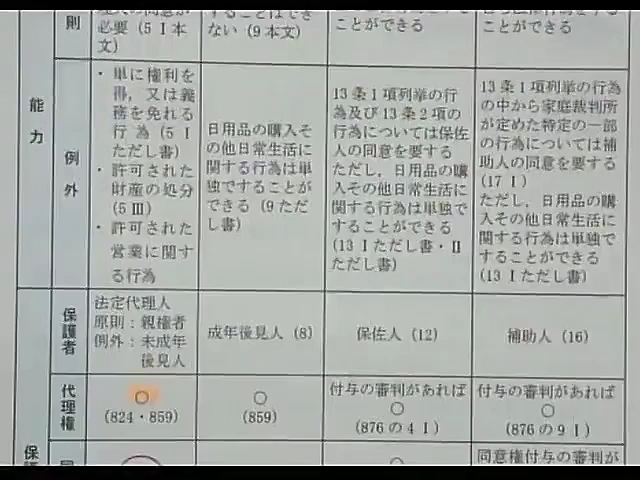 則
必要（5Ⅰ本
文）
ない（9本文）
ことができる
ことができる
能力
例外
・単に権利を
得，又は義
務を免れる
行為（5Ⅰ
ただし書）
・許可された
財産の処分
（5Ⅲ）
・許可された
営業に関す
る行為
日用品の購入そ
の他日常生活に
関する行為は単
独ですることが
できる（9ただ
し書）
13条1項列挙の行
為及び13条2項の
行為については保佐
人の同意を要する
ただし，日用品の購
入その他日常生活に
関する行為は単独で
することができる
（13Ⅰただし書・Ⅱ
ただし書）
13条1項列挙の行為
の中から家庭裁判所
が定めた特定の一部
の行為については補
助人の同意を要する
（17Ⅰ）
ただし，日用品の購
入その他日常生活に
関する行為は単独で
することができる
（13Ⅰただし書）
保護者
法定代理人
原則：親権者
例外：未成年
後見人
成年後見人（8）
保佐人（12）
補助人（16）
代理権
○
（824・859）
○
（859）
付与の審判があれば
○
（876の4Ⅰ）
付与の審判があれば
○
（876の9Ⅰ）
同意権付与の審判が